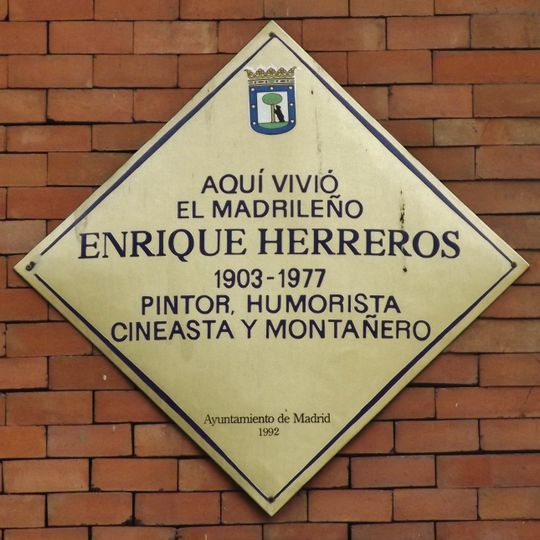 AQUÍ VIVIÓ
EL MADRILEÑO
ENRIQUE HERREROS
1903-1977
PINTOR, HUMORISTA
CINEASTA Y MONTAÑERO
Ayuntamiento de Madrid
1992